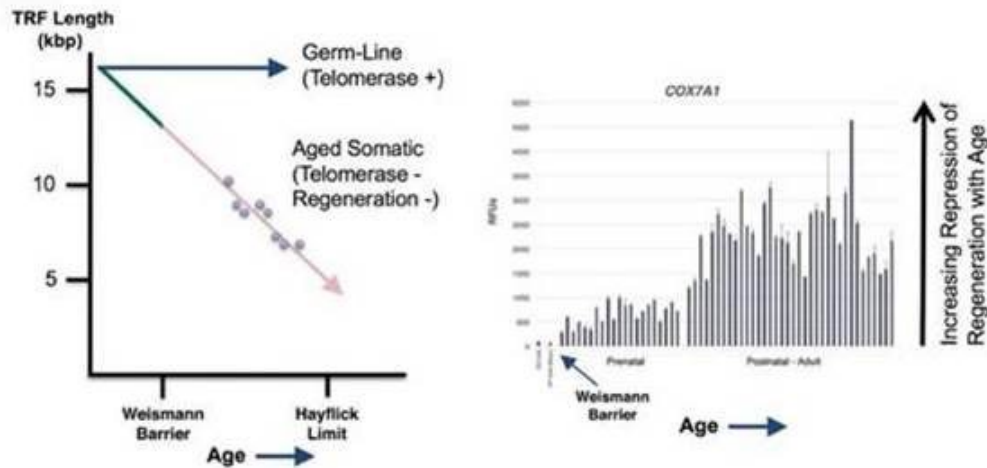 TRF Length
(kbp)
15
10
5
Germ-Line
(Telomerase +)
Aged Somatic
(Telomerase -
Regeneration -)
Weismann
Barrier
Hayflick
Limit
Age
COX7A1
RFUs
Prenatal
Postnatal - Adult
Weismann
Barrier
Age
Increasing Repression of
Regeneration with Age